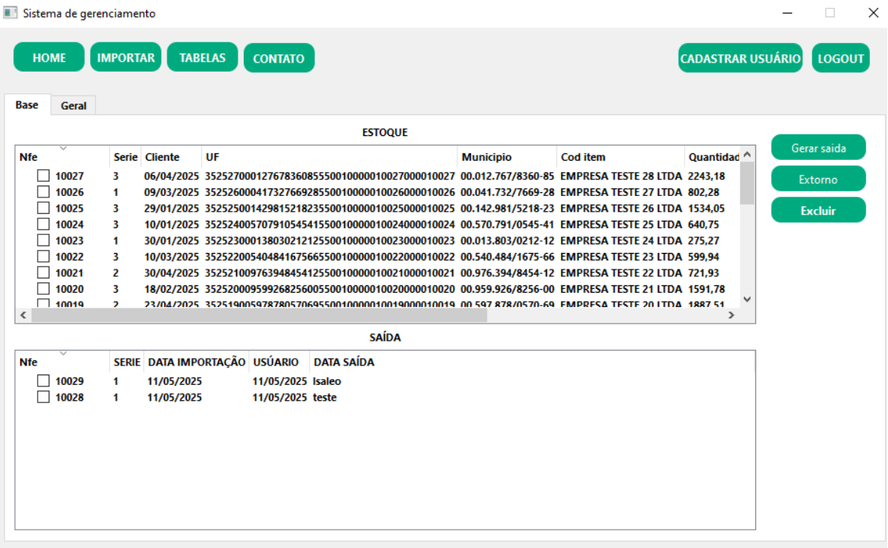 Sistema de gerenciamento
HOME IMPORTAR TABELAS CONTATO CADASTRAR USUÁRIO LOGOUT
Base Geral
ESTOQUE
Nfe Serie Cliente UF Municipio Cod item Quantidad
10027 3 06/04/2025 35252700012767836085550010000010027000010027 00.012.767/8360-85 EMPRESA TESTE 28 LTDA 2243,18
10026 1 09/03/2025 35252600041732766928550010000010026000010026 00.041.732/7669-28 EMPRESA TESTE 27 LTDA 802,28
10025 3 29/01/2025 35252500142981521823550010000010025000010025 00.142.981/5218-23 EMPRESA TESTE 26 LTDA 1534,05
10024 3 10/01/2025 35252400570791054541550010000010024000010024 00.570.791/0545-41 EMPRESA TESTE 25 LTDA 640,75
10023 1 30/01/2025 35252300013803021212550010000010023000010023 00.013.803/0212-12 EMPRESA TESTE 24 LTDA 275,27
10022 3 10/03/2025 35252200540484167566550010000010022000010022 00.540.484/1675-66 EMPRESA TESTE 23 LTDA 599,94
10021 2 30/04/2025 35252100976394845412550010000010021000010021 00.976.394/8454-12 EMPRESA TESTE 22 LTDA 721,93
10020 3 18/02/2025 35252000959926825600550010000010020000010020 00.959.926/8256-00 EMPRESA TESTE 21 LTDA 1591,78
10019 2 23/04/2025 35251900597878057069550010000010019000010019 00.597.878/0570-69 EMPRESA TESTE 20 LTDA 1887,51
Gerar saida
Extorno
Excluir
SAÍDA
Nfe SERIE DATA IMPORTAÇÃO USÚARIO DATA SAÍDA
10029 1 11/05/2025 11/05/2025 Isaleo
10028 1 11/05/2025 11/05/2025 teste